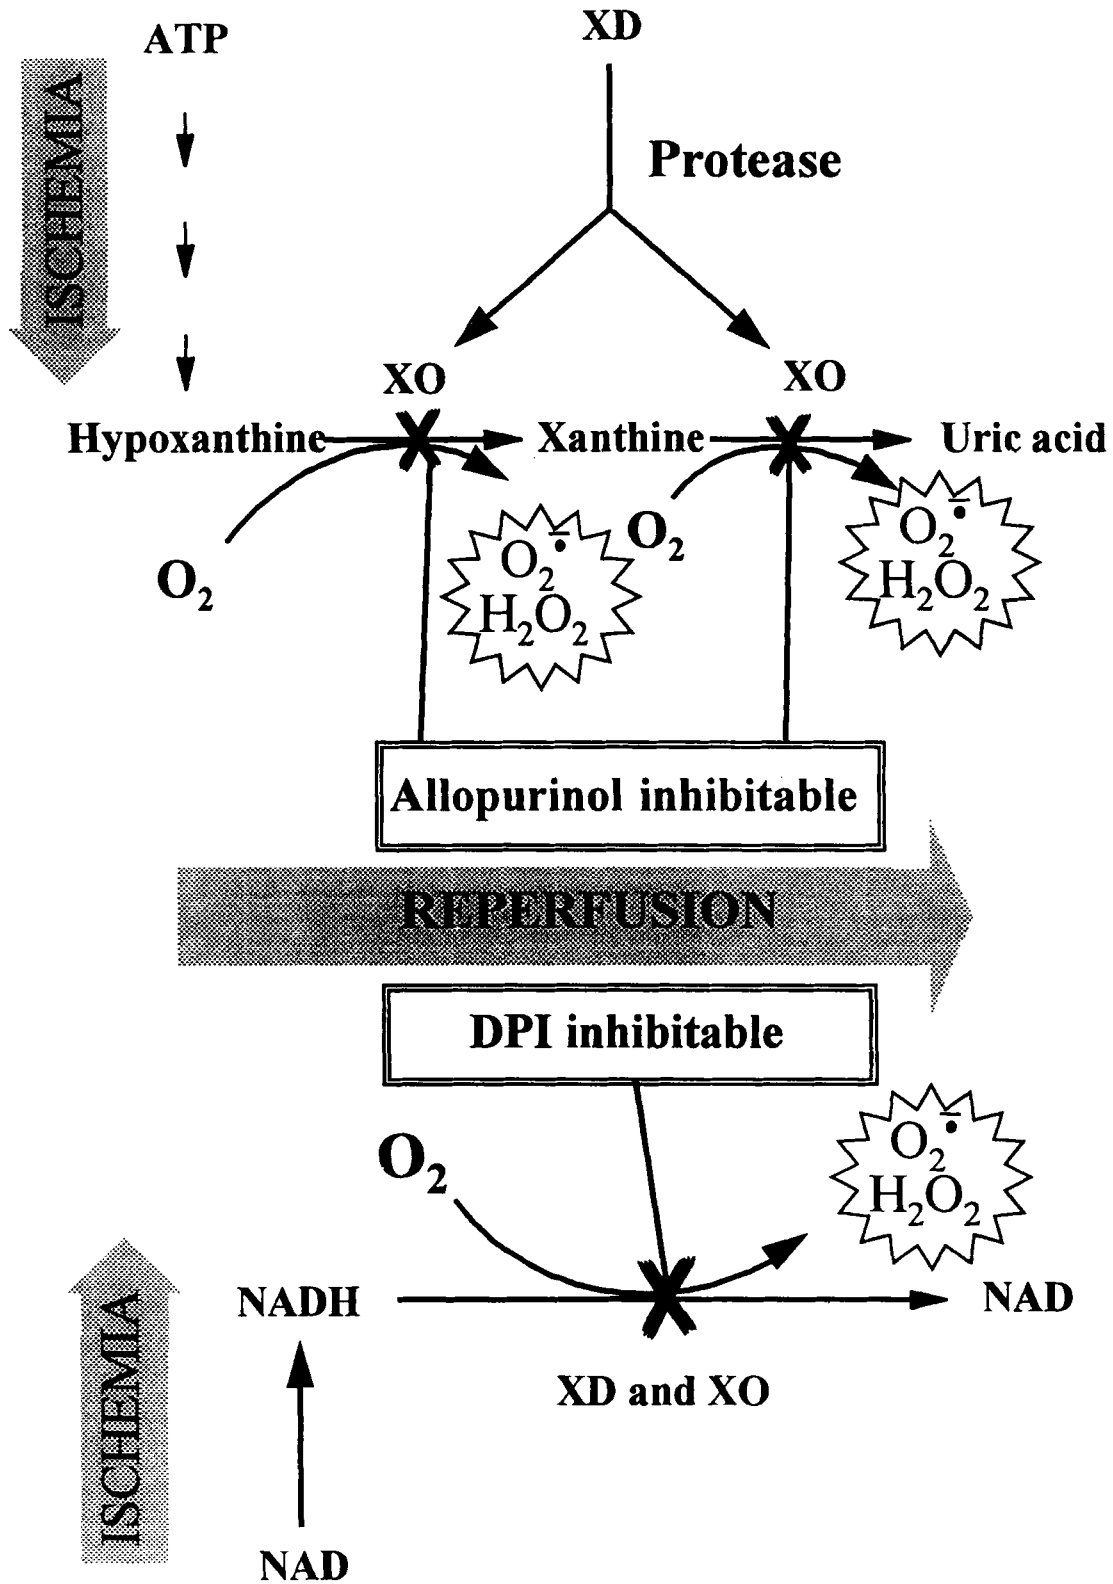 ATP
XD
ISCHEMIA
Protease
XO
XO
Hypoxanthine
Xanthine
Uric acid
O₂
O₂
O₂•̅
H₂O₂
O₂•̅
H₂O₂
Allopurinol inhibitable
REPERFUSION
DPI inhibitable
O₂
O₂•̅
H₂O₂
ISCHEMIA
NADH
NAD
XD and XO
NAD